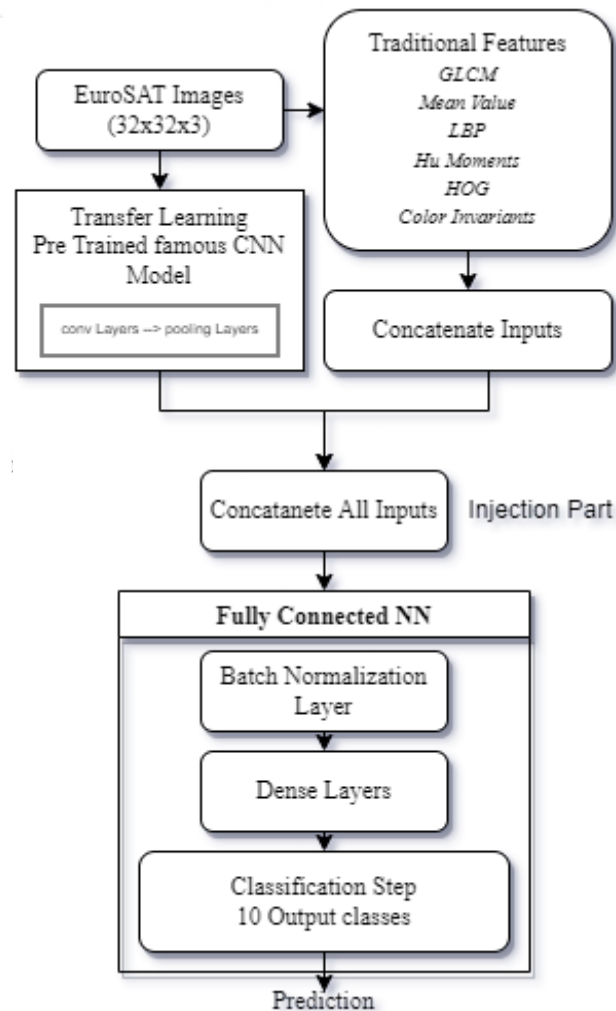 Traditional Features
GLCM
Mean Value
LBP
Hu Moments
HOG
Color Invariants
EuroSAT Images
(32x32x3)
Transfer Learning
Pre Trained famous CNN
Model
conv Layers --> pooling Layers
Concatenate Inputs
Concatanete All Inputs
Injection Part
Fully Connected NN
Batch Normalization
Layer
Dense Layers
Classification Step
10 Output classes
Prediction